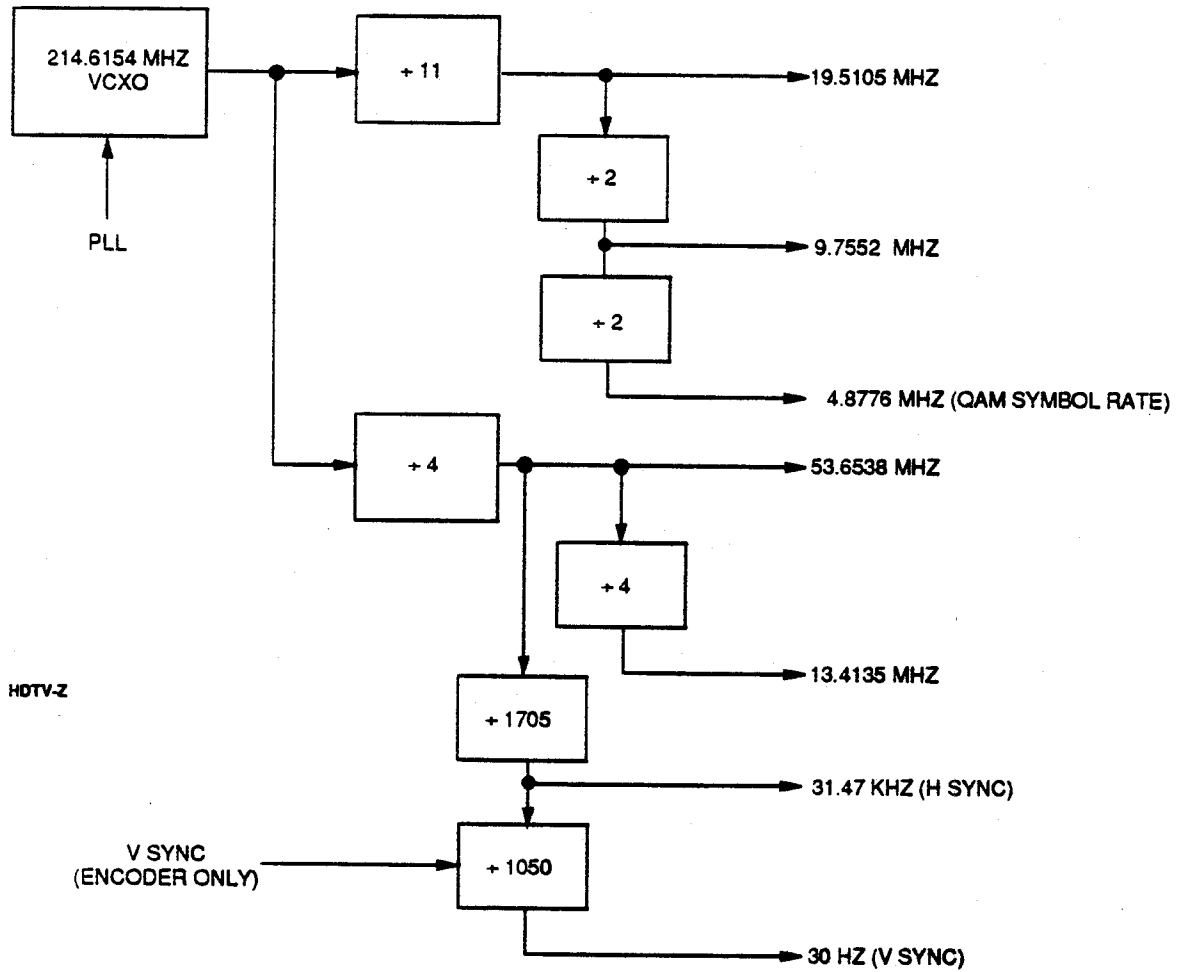 214.6154 MHZ
VCXO
÷ 11
19.5105 MHZ
÷ 2
PLL
9.7552 MHZ
÷ 2
4.8776 MHZ (QAM SYMBOL RATE)
÷ 4
53.6538 MHZ
÷ 4
13.4135 MHZ
HDTV-Z
÷ 1705
31.47 KHZ (H SYNC)
V SYNC
(ENCODER ONLY)
÷ 1050
30 HZ (V SYNC)